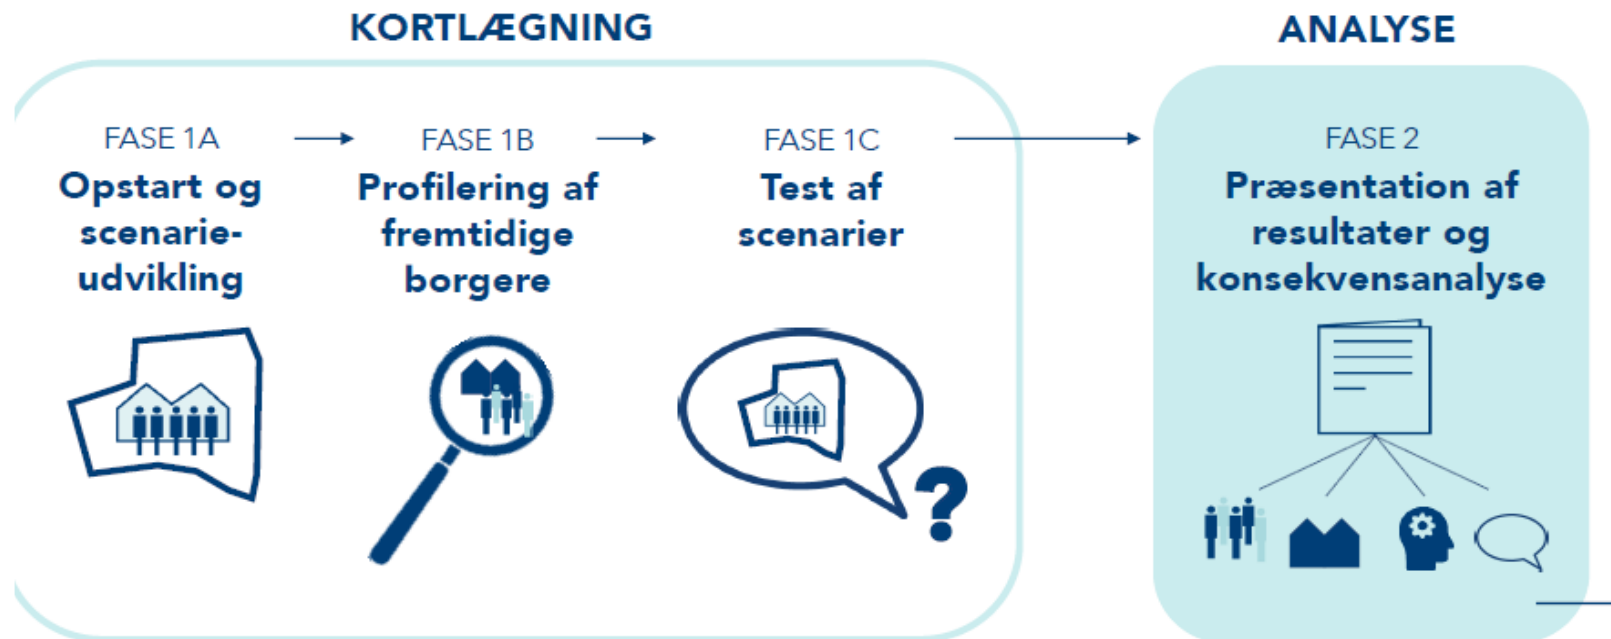 KORTLÆGNING
FASE 1A
Opstart og
scenarie-
udvikling
FASE 1B
Profilering af
fremtidige
borgere
FASE 1C
Test af
scenarier
?
ANALYSE
FASE 2
Præsentation af
resultater og
konsekvensanalyse